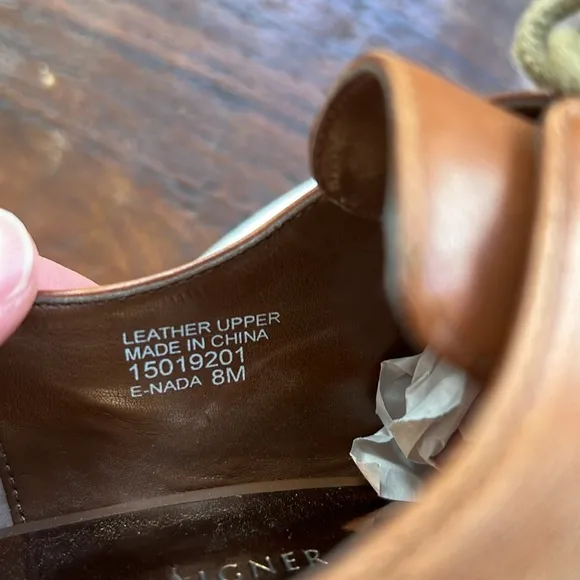 LEATHER UPPER
MADE IN CHINA
15019201
E-NADA 8M